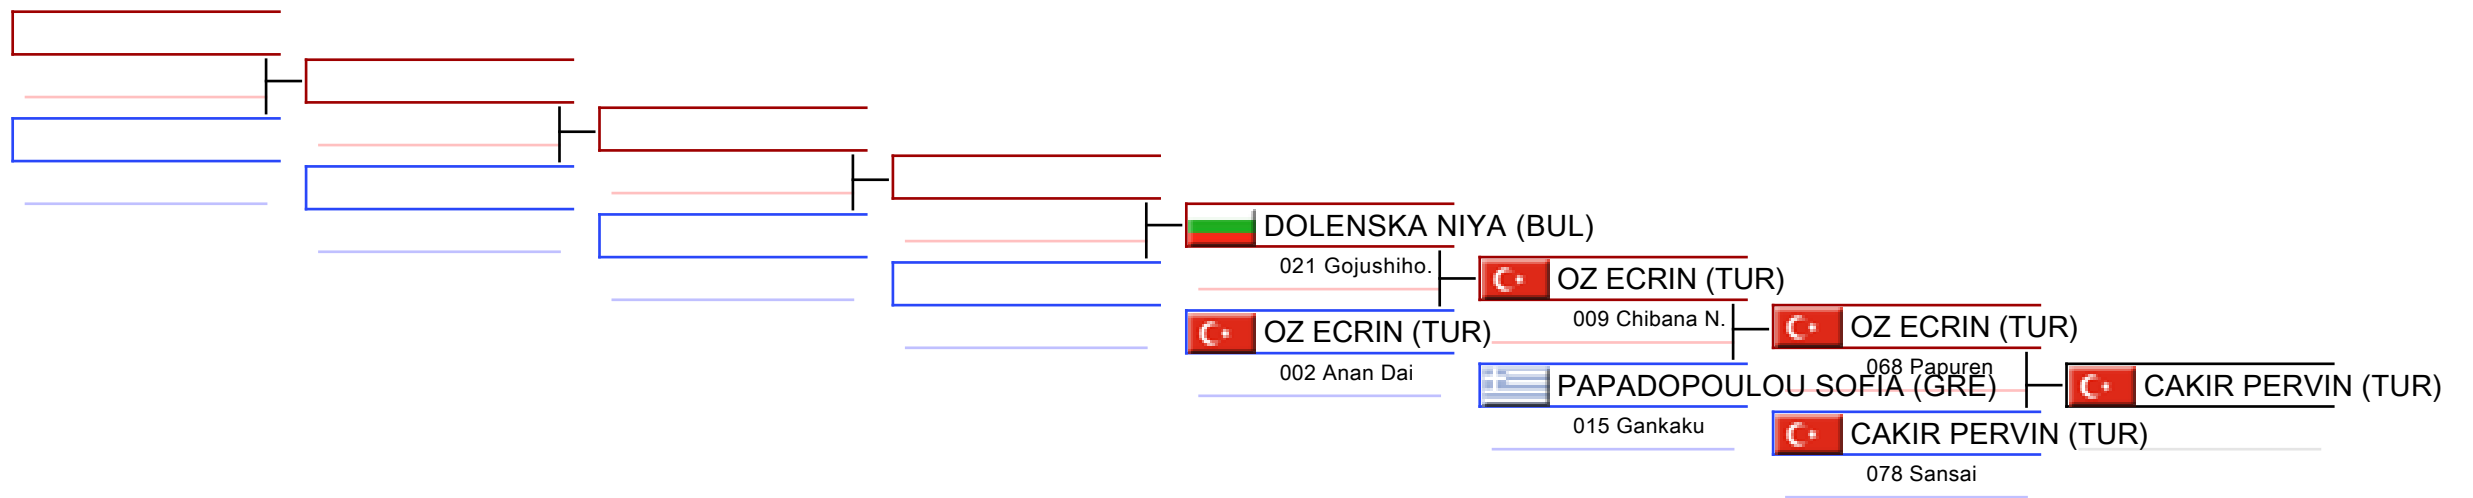 DOLENSKA NIYA (BUL)
021 Gojushiho.
OZ ECRIN (TUR)
002 Anan Dai
OZ ECRIN (TUR)
009 Chibana N.
PAPADOPOULOU SOFIA (GRE)
015 Gankaku
OZ ECRIN (TUR)
068 Papuren
CAKIR PERVIN (TUR)
078 Sansai
CAKIR PERVIN (TUR)